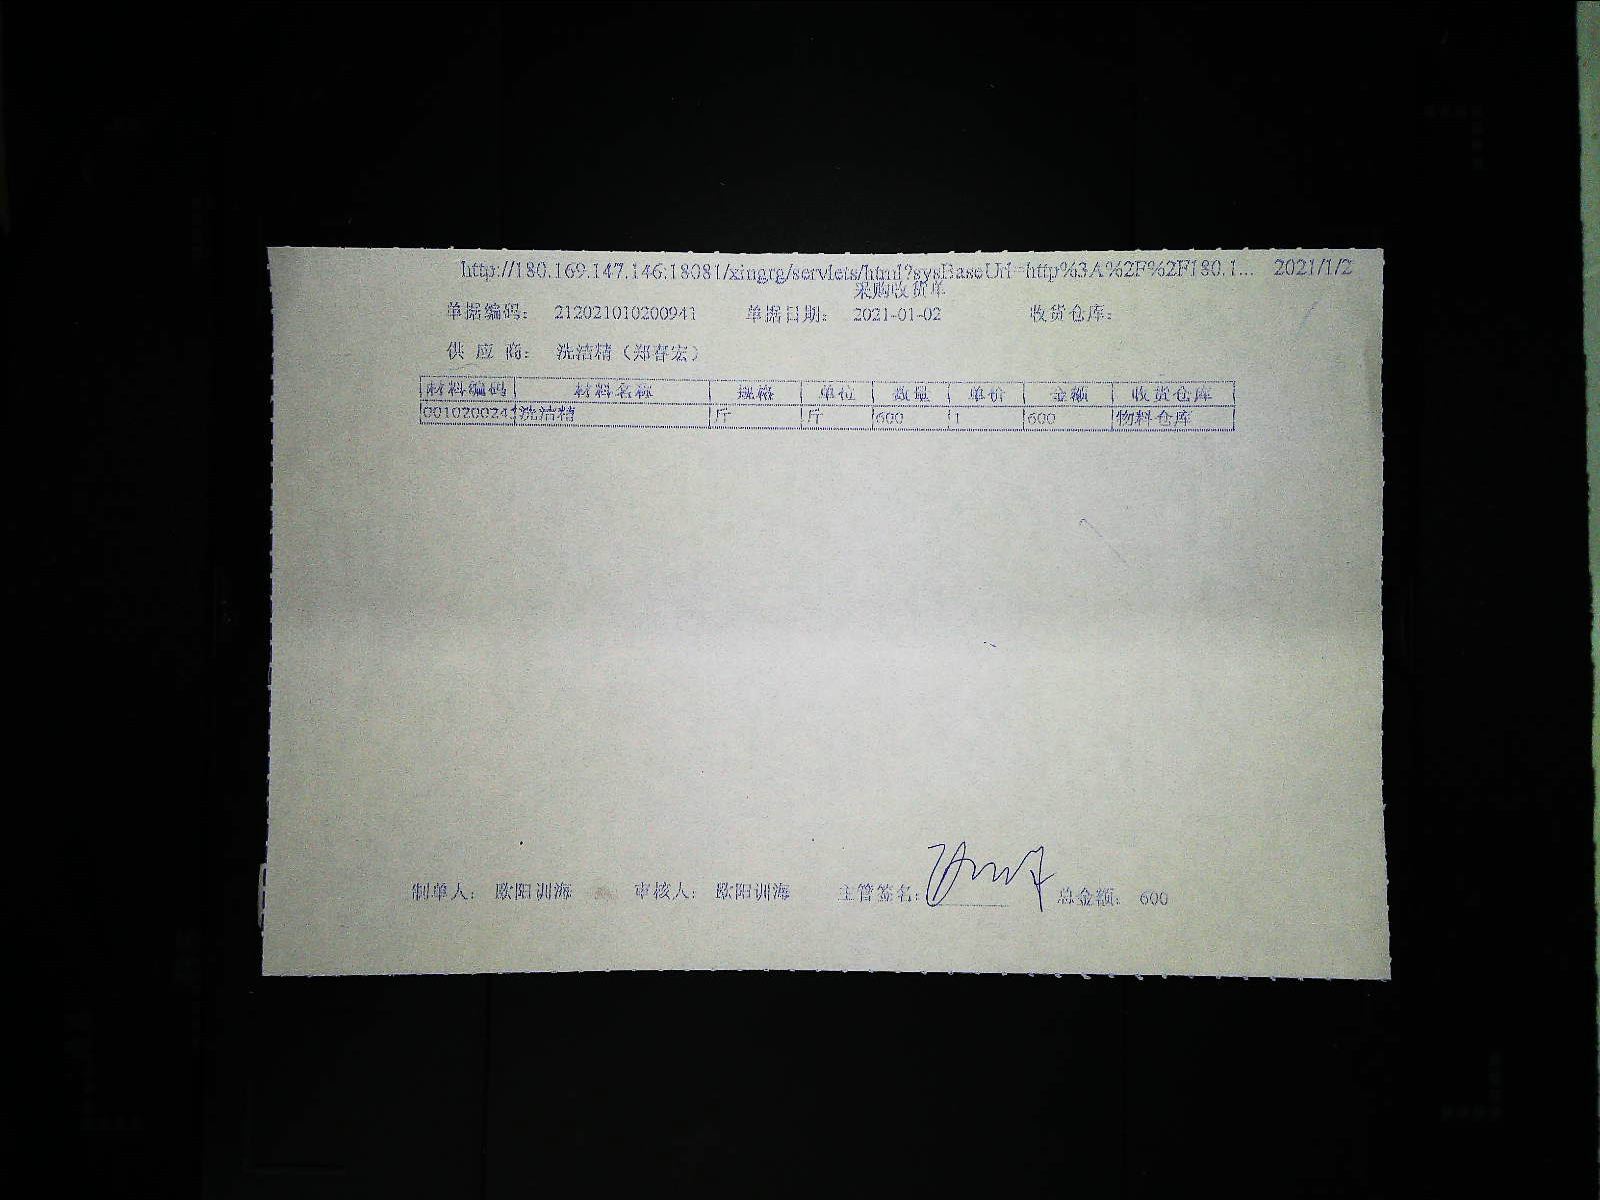 http://180.169.147.146:18081/xingrg/servlets/html?sysBaseUrl=http%3A%2F%2F180.1... 2021/1/2
采购收货单
单据编码: 212021010200941 单据日期: 2021-01-02 收货仓库:
供 应 商: 洗洁精（郑春宏）
材料编码 材料名称 规格 单位 数量 单价 金额 收货仓库
001020024 洗洁精 斤 斤 600 1 600 物料仓库
制单人: 欧阳训海 审核人: 欧阳训海 主管签名: 总金额: 600